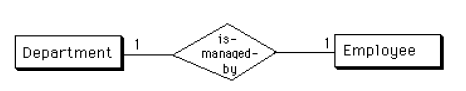 Department
1
is-
managed-
by
1
Employee